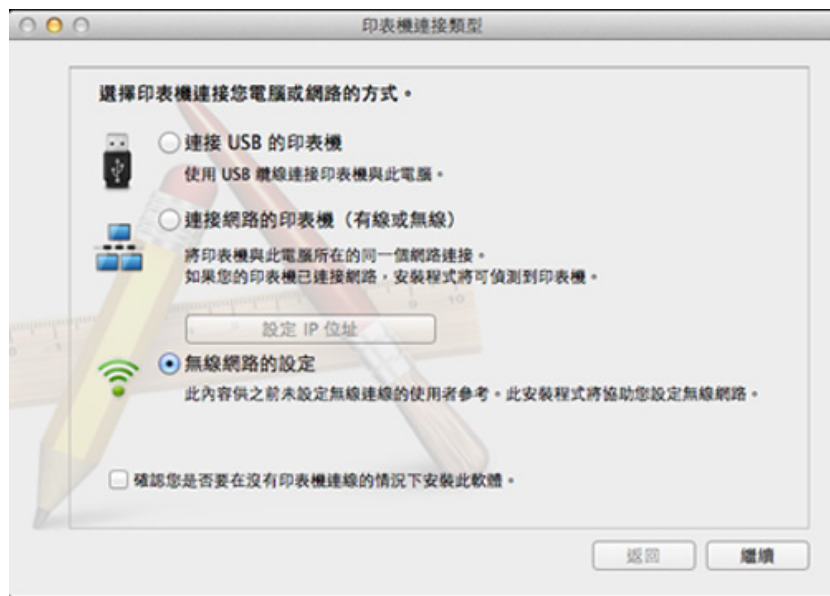 印表機連接類型
選擇印表機連接您電腦或網路的方式。
連接 USB 的印表機
使用 USB 纜線連接印表機與此電腦。
連接網路的印表機（有線或無線）
將印表機與此電腦所在的同一個網路連接。
如果您的印表機已連接網路，安裝程式將可偵測到印表機。
設定 IP 位址
無線網路的設定
此內容供之前未設定無線連線的使用者參考。此安裝程式將協助您設定無線網路。
確認您是否要在沒有印表機連線的情況下安裝此軟體。
返回
繼續